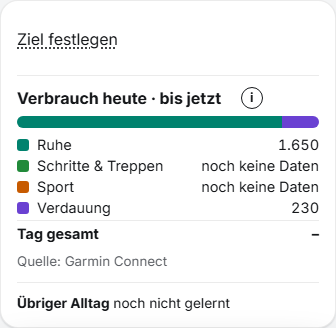 Ziel festlegen
Verbrauch heute · bis jetzt i
Ruhe 1.650
Schritte & Treppen noch keine Daten
Sport noch keine Daten
Verdauung 230
Tag gesamt –
Quelle: Garmin Connect
Übriger Alltag noch nicht gelernt